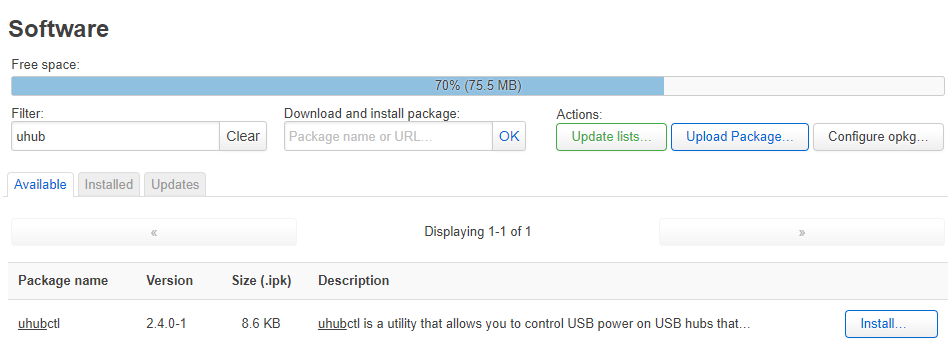 Software
Free space:
70% (75.5 MB)
Filter:
Download and install package:
Actions:
uhub
Clear
Package name or URL...
OK
Update lists...
Upload Package...
Configure opkg...
Available
Installed
Updates
«
Displaying 1-1 of 1
»
Package name Version Size (.ipk) Description
uhubctl 2.4.0-1 8.6 KB uhubctl is a utility that allows you to control USB power on USB hubs that... Install...